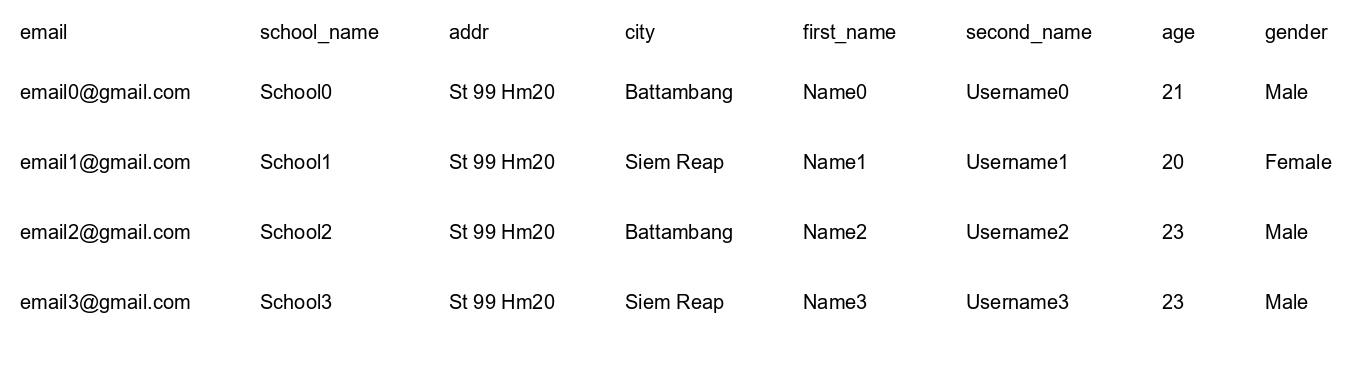 email school_name addr city first_name second_name age gender
email0@gmail.com School0 St 99 Hm20 Battambang Name0 Username0 21 Male
email1@gmail.com School1 St 99 Hm20 Siem Reap Name1 Username1 20 Female
email2@gmail.com School2 St 99 Hm20 Battambang Name2 Username2 23 Male
email3@gmail.com School3 St 99 Hm20 Siem Reap Name3 Username3 23 Male